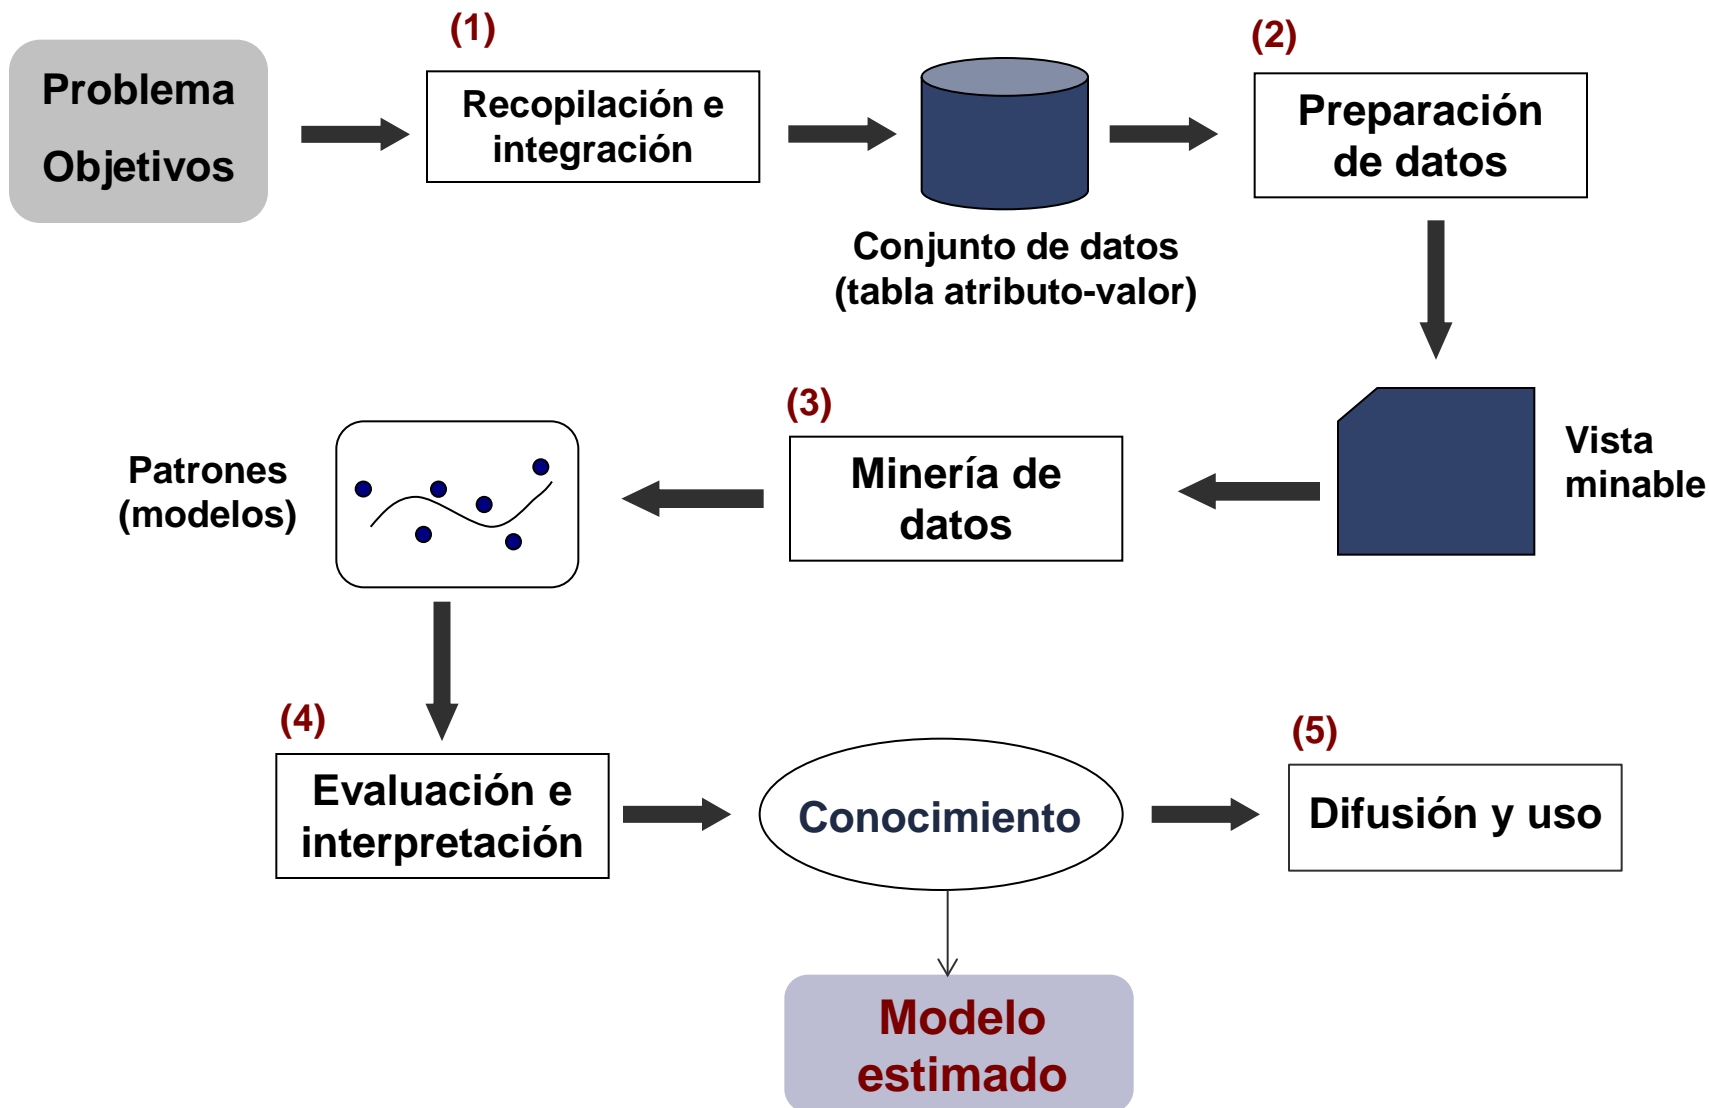 Problema
Objetivos
(1)
Recopilación e
integración
Conjunto de datos
(tabla atributo-valor)
(2)
Preparación
de datos
Vista
minable
(3)
Minería de
datos
Patrones
(modelos)
(4)
Evaluación e
interpretación
Conocimiento
(5)
Difusión y uso
Modelo
estimado